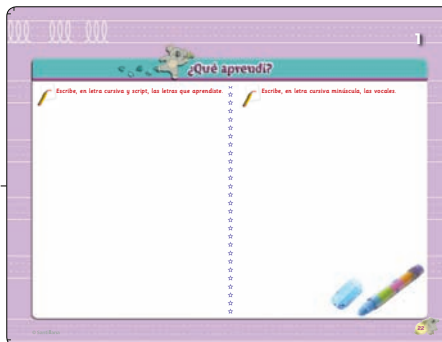 1
¿Qué aprendí?
Escribe, en letra cursiva y script, las letras que aprendiste.
Escribe, en letra cursiva minúscula, las vocales.
22